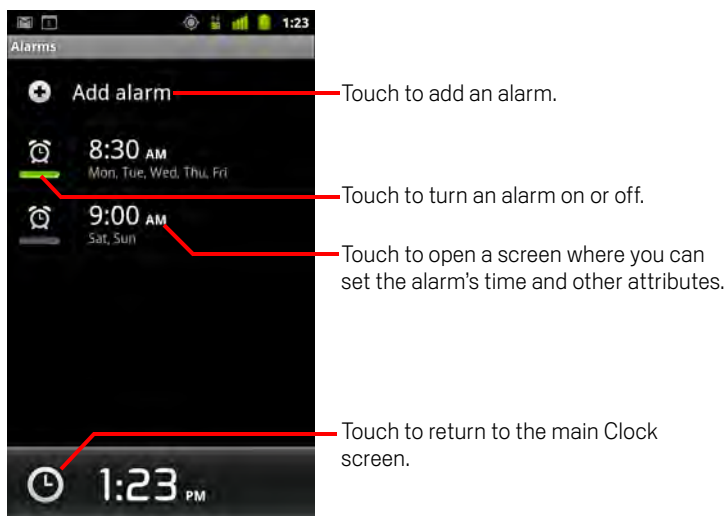 1:23
Alarms
Add alarm
Touch to add an alarm.
8:30 AM
Mon, Tue, Wed, Thu, Fri
Touch to turn an alarm on or off.
9:00 AM
Sat, Sun
Touch to open a screen where you can
set the alarm’s time and other attributes.
Touch to return to the main Clock
screen.
1:23 PM